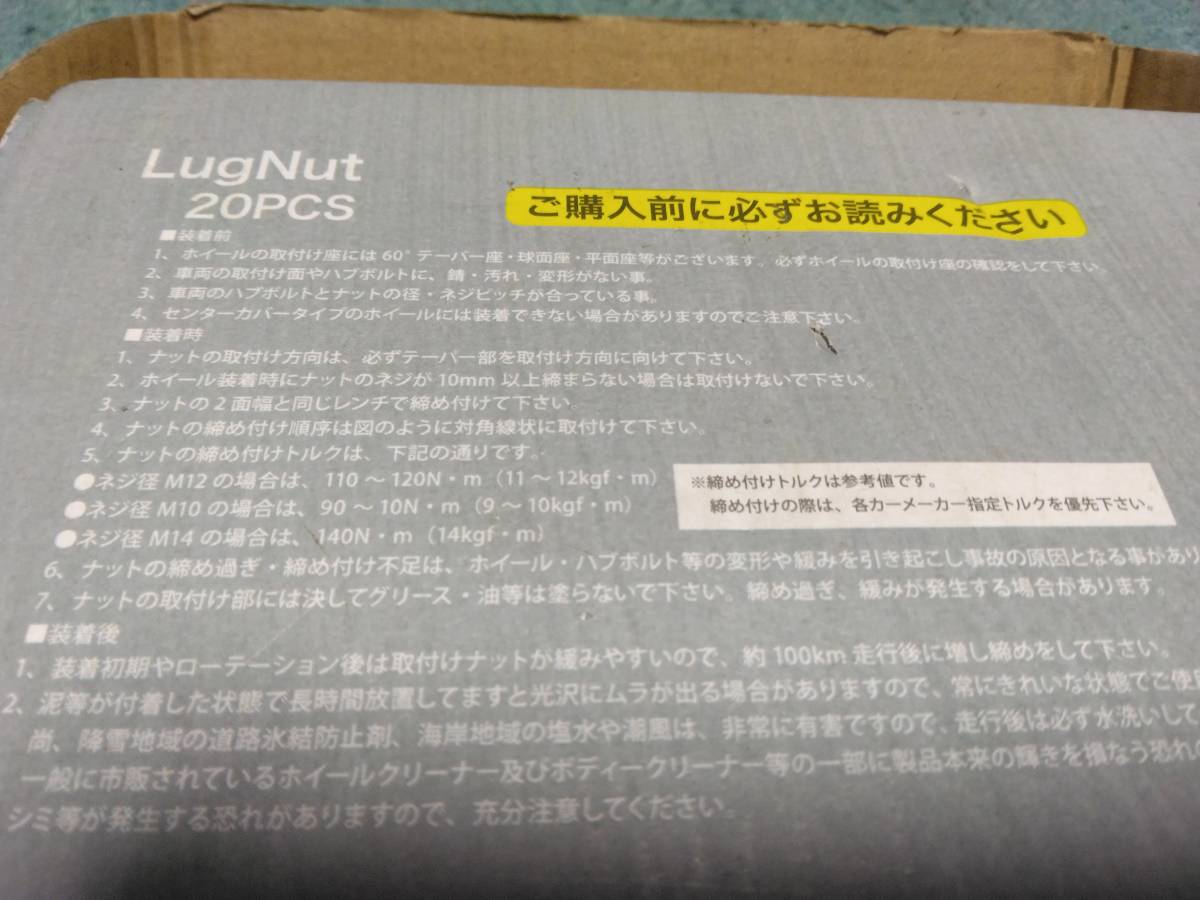 LugNut
20PCS
ご購入前に必ずお読みください
■装着前
1、ホイールの取付け座には60°テーパー座・球面座・平面座等がございます。必ずホイールの取付け座の確認をして下さい。
2、車両の取付け面やハブボルトに、錆・汚れ・変形がない事。
3、車両のハブボルトとナットの径・ネジピッチが合っている事。
4、センターカバータイプのホイールには装着できない場合がありますのでご注意下さい。
■装着時
1、ナットの取付け方向は、必ずテーパー部を取付け方向に向けて下さい。
2、ホイール装着時にナットのネジが10mm以上締まらない場合は取付けないで下さい。
3、ナットの2面幅と同じレンチで締め付けて下さい。
4、ナットの締め付け順序は図のように対角線状に取付けて下さい。
5、ナットの締め付けトルクは、下記の通りです。
●ネジ径M12の場合は、110～120N・m（11～12kgf・m）
●ネジ径M10の場合は、90～10N・m（9～10kgf・m）
●ネジ径M14の場合は、140N・m（14kgf・m）
※締め付けトルクは参考値です。
締め付けの際は、各カーメーカー指定トルクを優先下さい。
6、ナットの締め過ぎ・締め付け不足は、ホイール・ハブボルト等の変形や緩みを引き起こし事故の原因となる事があり
7、ナットの取付け部には決してグリース・油等は塗らないで下さい。締め過ぎ、緩みが発生する場合があります。
■装着後
1、装着初期やローテーション後は取付けナットが緩みやすいので、約100km走行後に増し締めをして下さい。
2、泥等が付着した状態で長時間放置してますと光沢にムラが出る場合がありますので、常にきれいな状態でご使
尚、降雪地域の道路氷結防止剤、海岸地域の塩水や潮風は、非常に有害ですので、走行後は必ず水洗いして
一般に市販されているホイールクリーナー及びボディークリーナー等の一部に製品本来の輝きを損なう恐れ
シミ等が発生する恐れがありますので、充分注意してください。